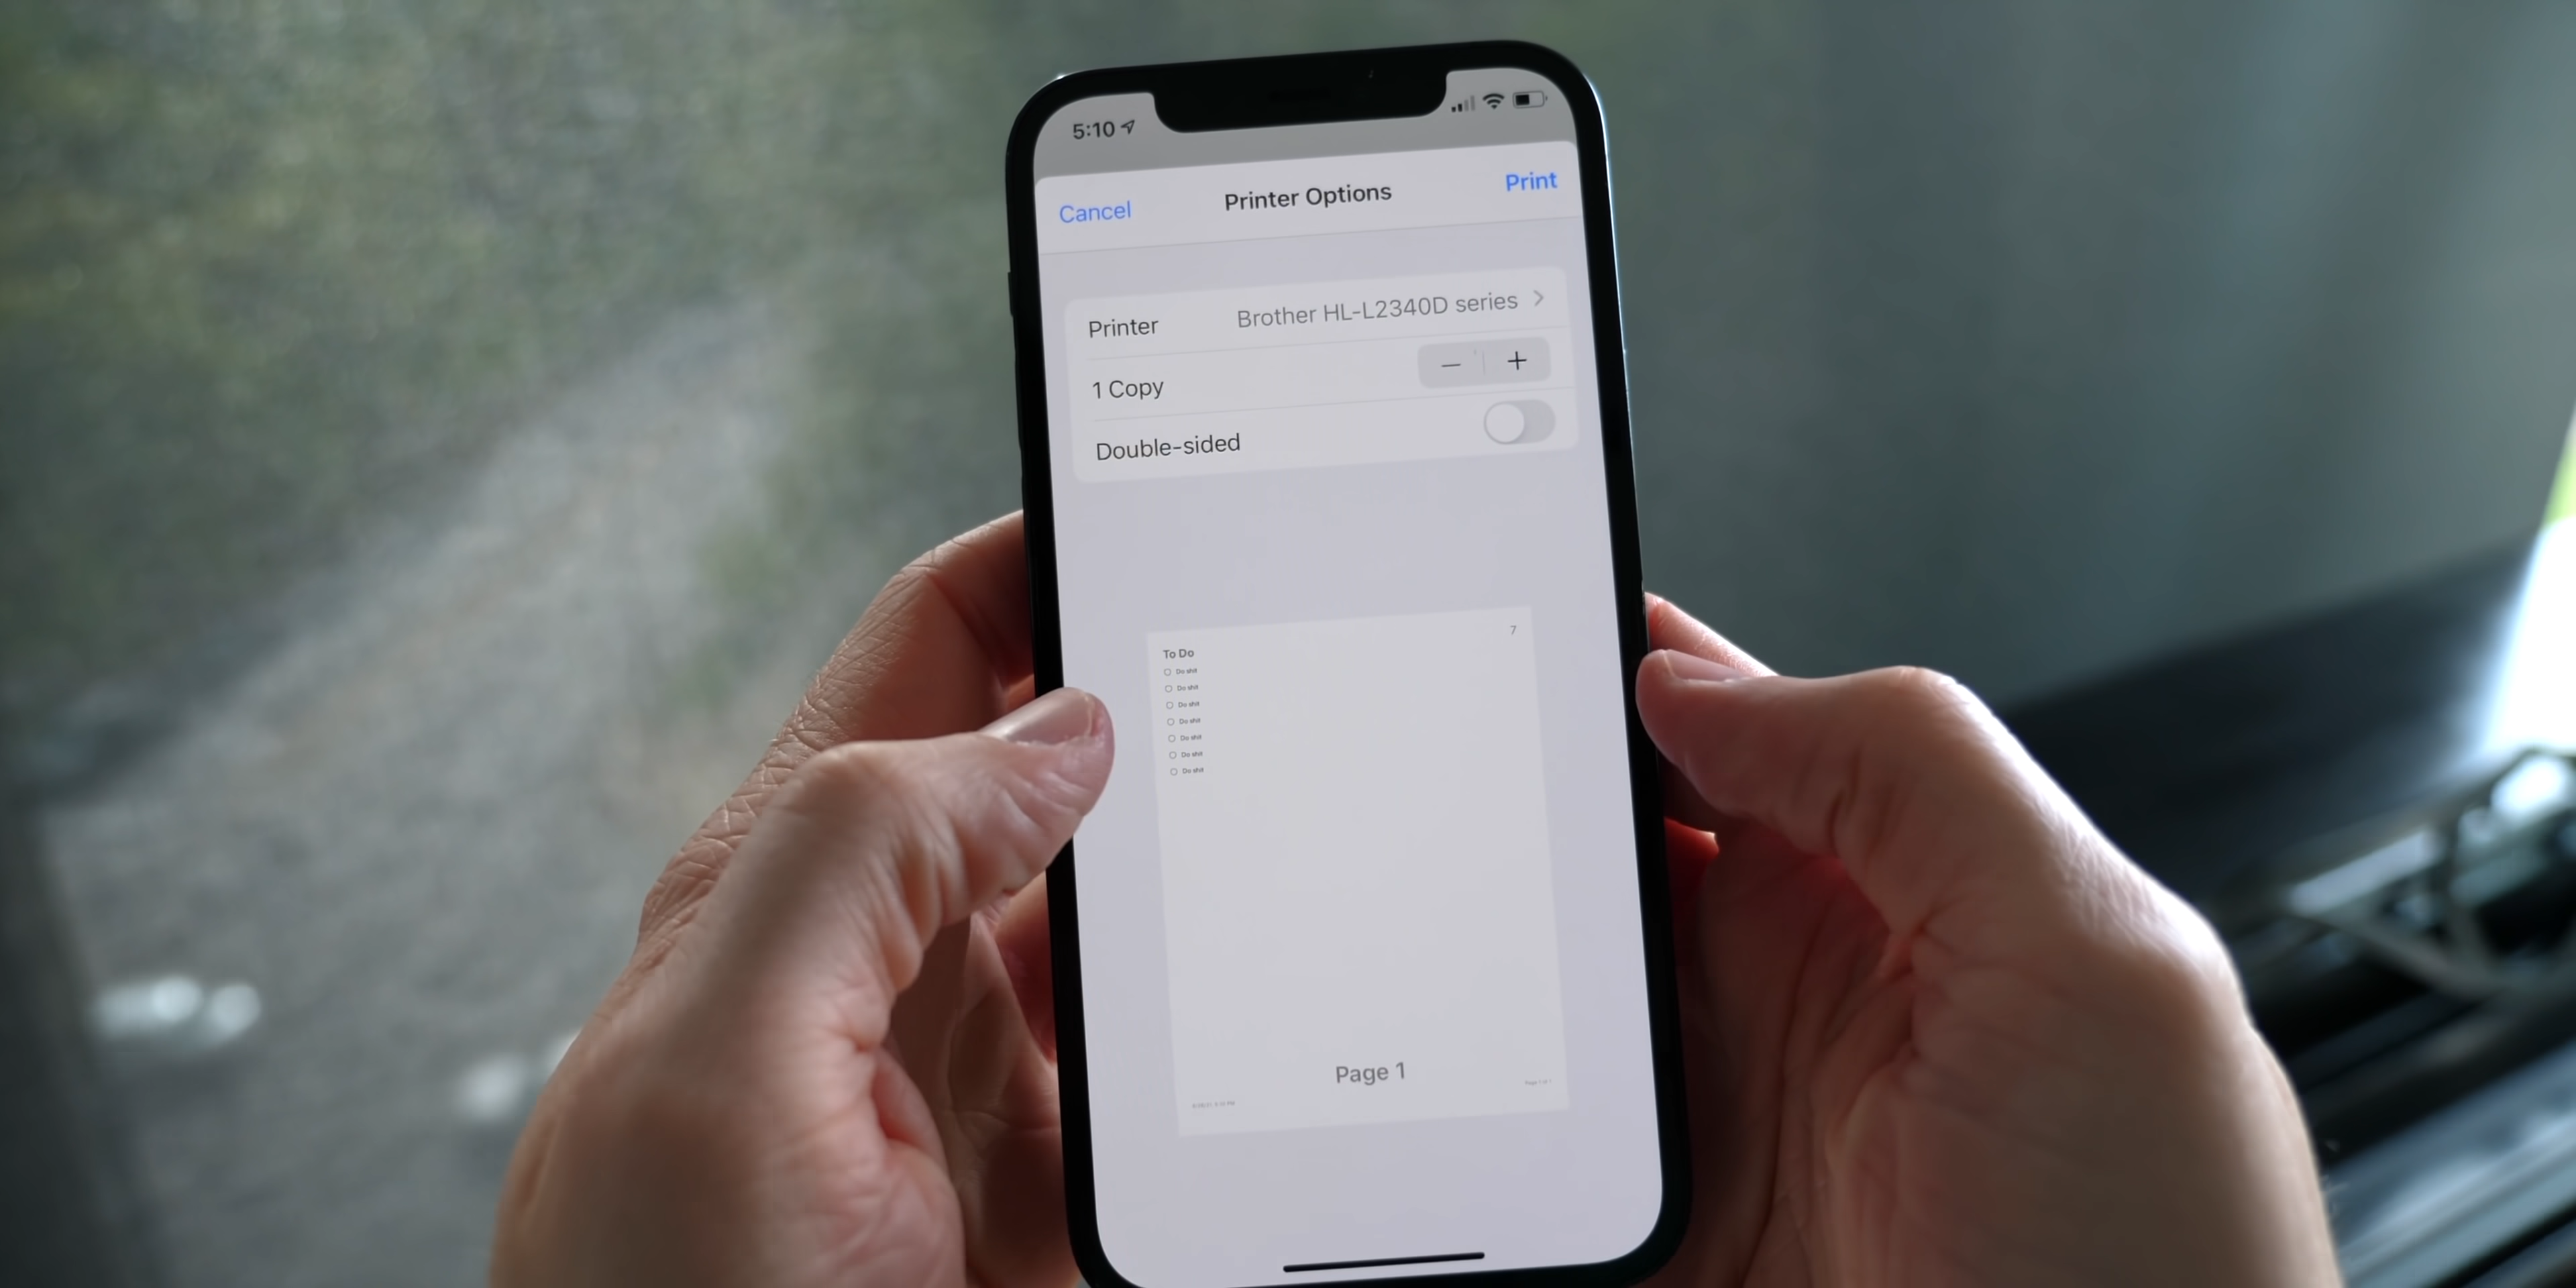 5:10
Cancel Printer Options Print
Printer Brother HL-L2340D series
1 Copy
Double-sided
To Do 7
Do shit
Do shit
Do shit
Do shit
Do shit
Do shit
Do shit
Page 1